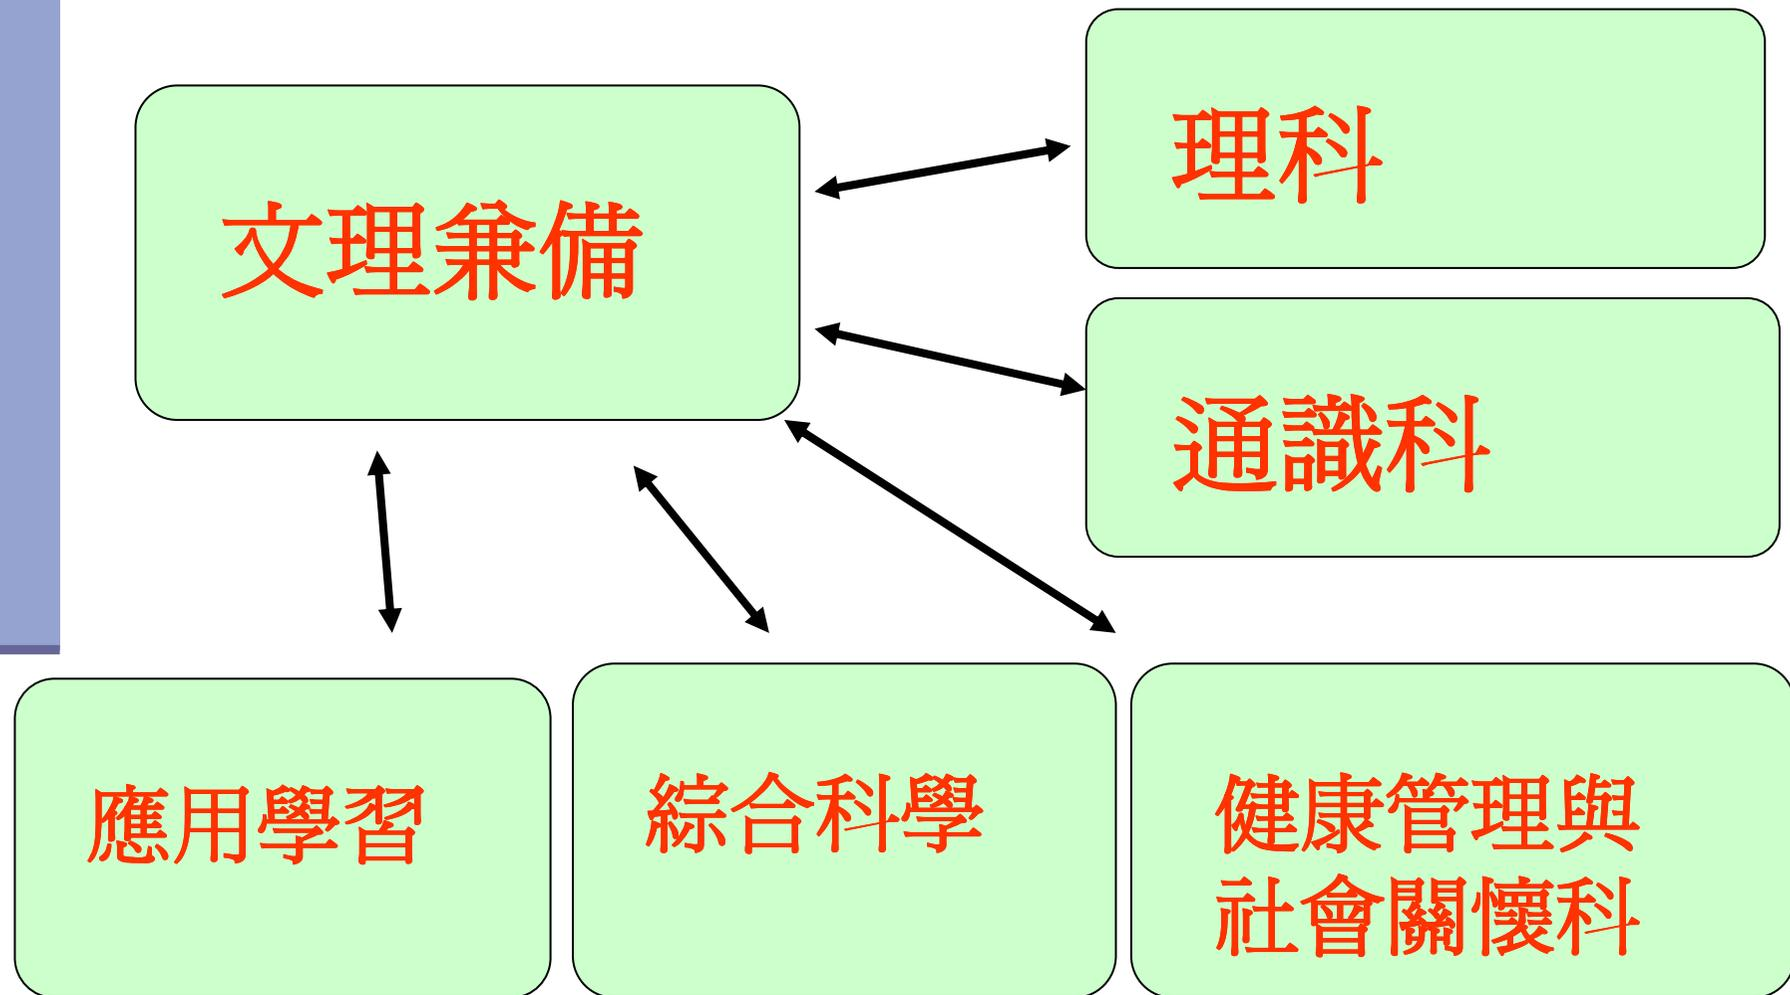 文理兼備
理科
通識科
應用學習
綜合科學
健康管理與
社會關懷科